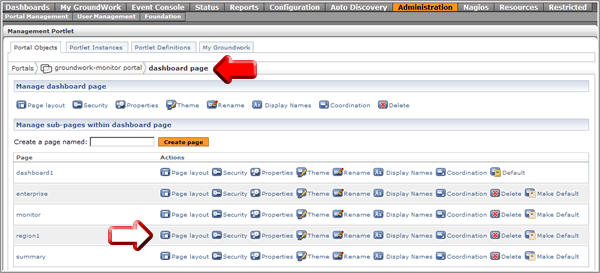 Dashboards My GroundWork Event Console Status Reports Configuration Auto Discovery Administration Nagios Resources Restricted
Portal Management User Management Foundation
Management Portlet
Portal Objects Portlet Instances Portlet Definitions My Groundwork
Portals groundwork-monitor portal dashboard page
Manage dashboard page
Page layout Security Properties Theme Rename Display Names Coordination Delete
Manage sub-pages within dashboard page
Create a page named: Create page
Page Actions
dashboard1 Page layout Security Properties Theme Rename Display Names Coordination Default
enterprise Page layout Security Properties Theme Rename Display Names Coordination Delete Make Default
monitor Page layout Security Properties Theme Rename Display Names Coordination Delete Make Default
region1 Page layout Security Properties Theme Rename Display Names Coordination Delete Make Default
summary Page layout Security Properties Theme Rename Display Names Coordination Delete Make Default